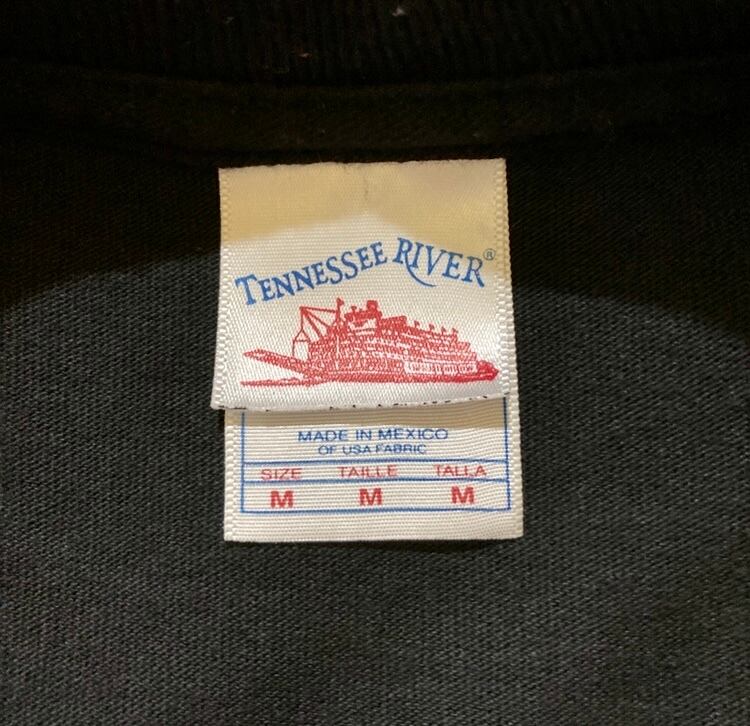 TENNESSEE RIVER®
MADE IN MEXICO
OF USA FABRIC
SIZE TAILLE TALLA
M M M